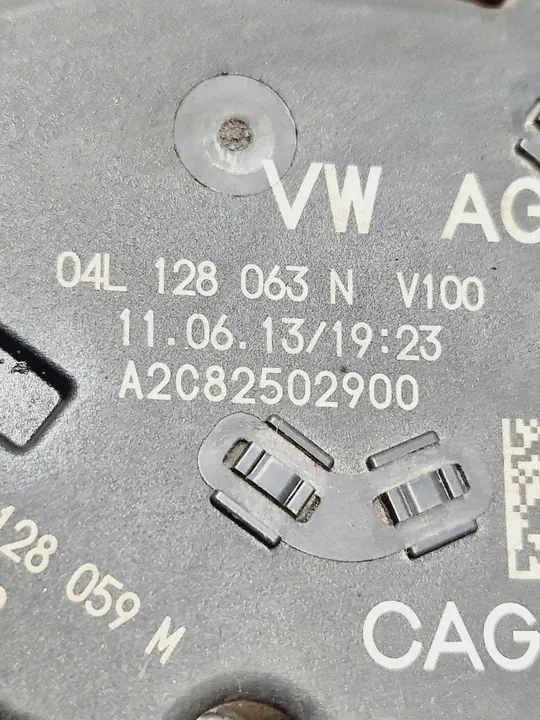 VW AG
04L 128 063 N V100
11.06.13/19:23
A2C82502900
128 059 M
CAG